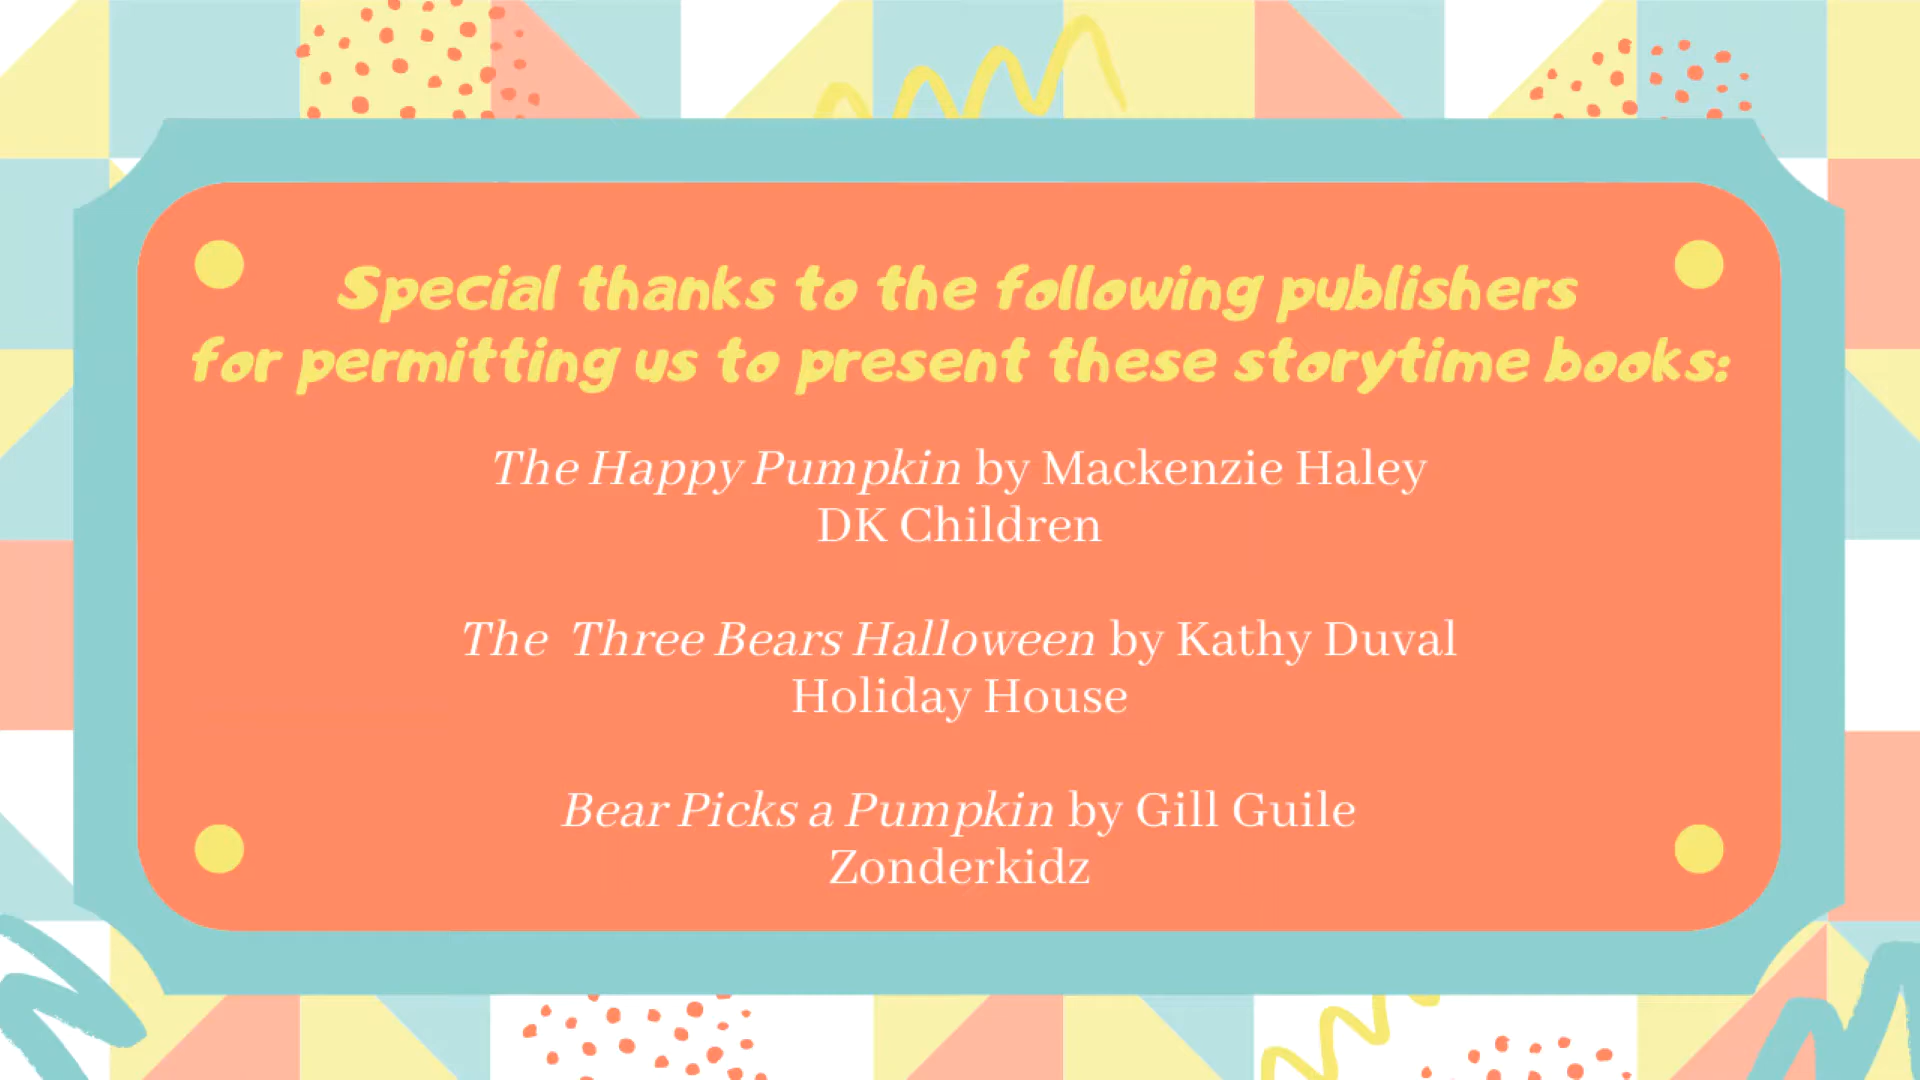 Special thanks to the following publishers
for permitting us to present these storytime books:
The Happy Pumpkin by Mackenzie Haley
DK Children
The Three Bears Halloween by Kathy Duval
Holiday House
Bear Picks a Pumpkin by Gill Guile
Zonderkidz